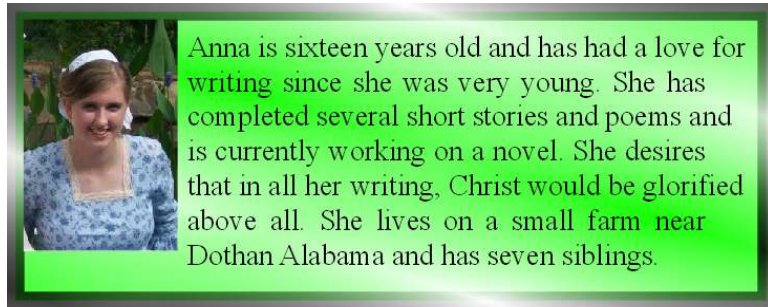 Anna is sixteen years old and has had a love for
writing since she was very young. She has
completed several short stories and poems and
is currently working on a novel. She desires
that in all her writing, Christ would be glorified
above all. She lives on a small farm near
Dothan Alabama and has seven siblings.